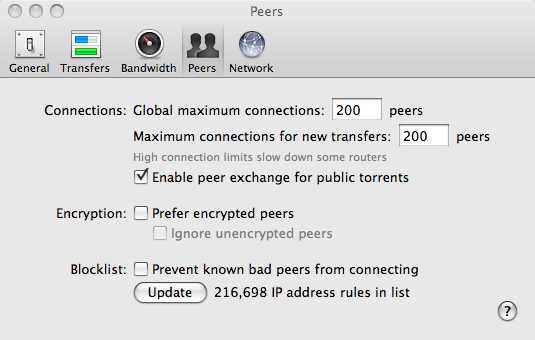 Peers
General Transfers Bandwidth Peers Network
Connections: Global maximum connections: 200 peers
Maximum connections for new transfers: 200 peers
High connection limits slow down some routers
Enable peer exchange for public torrents
Encryption: Prefer encrypted peers
Ignore unencrypted peers
Blocklist: Prevent known bad peers from connecting
Update 216,698 IP address rules in list
?